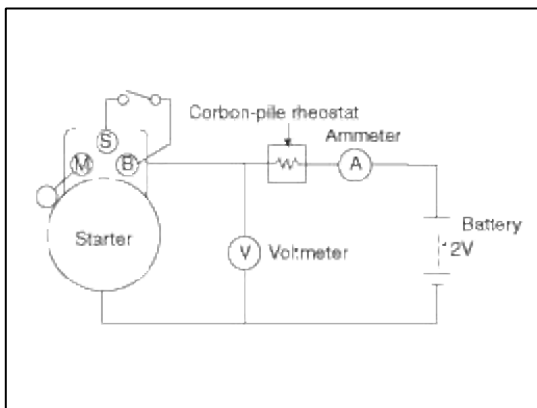 Corbon-pile rheostat
Ammeter
S
M
B
A
Starter
V
Voltmeter
Battery
2V